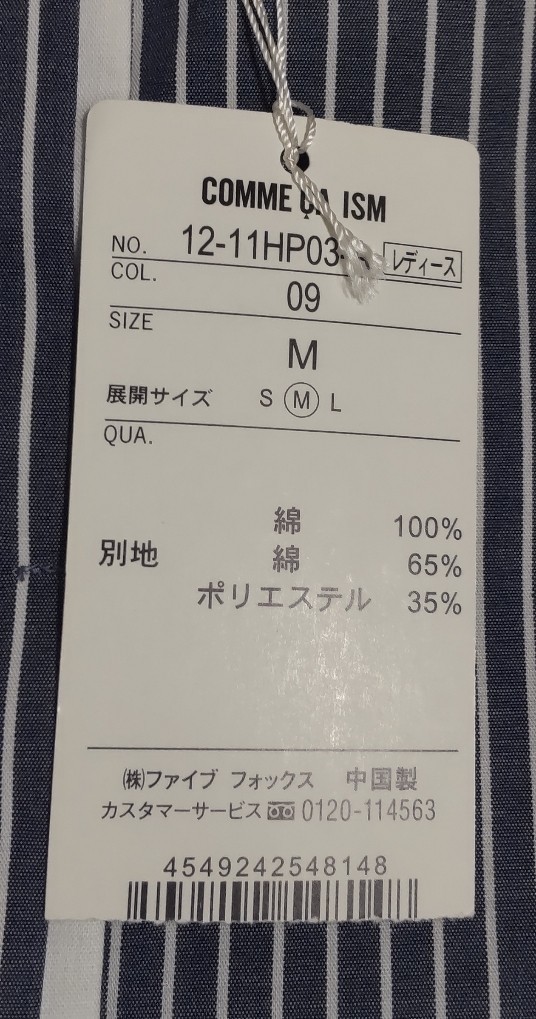 COMME ÇA ISM
NO. 12-11HP03- レディース
COL. 09
SIZE M
展開サイズ S M L
QUA.
綿 100%
別地 綿 65%
ポリエステル 35%
㈱ファイブ フォックス 中国製
カスタマーサービス 0120-114563
4549242548148